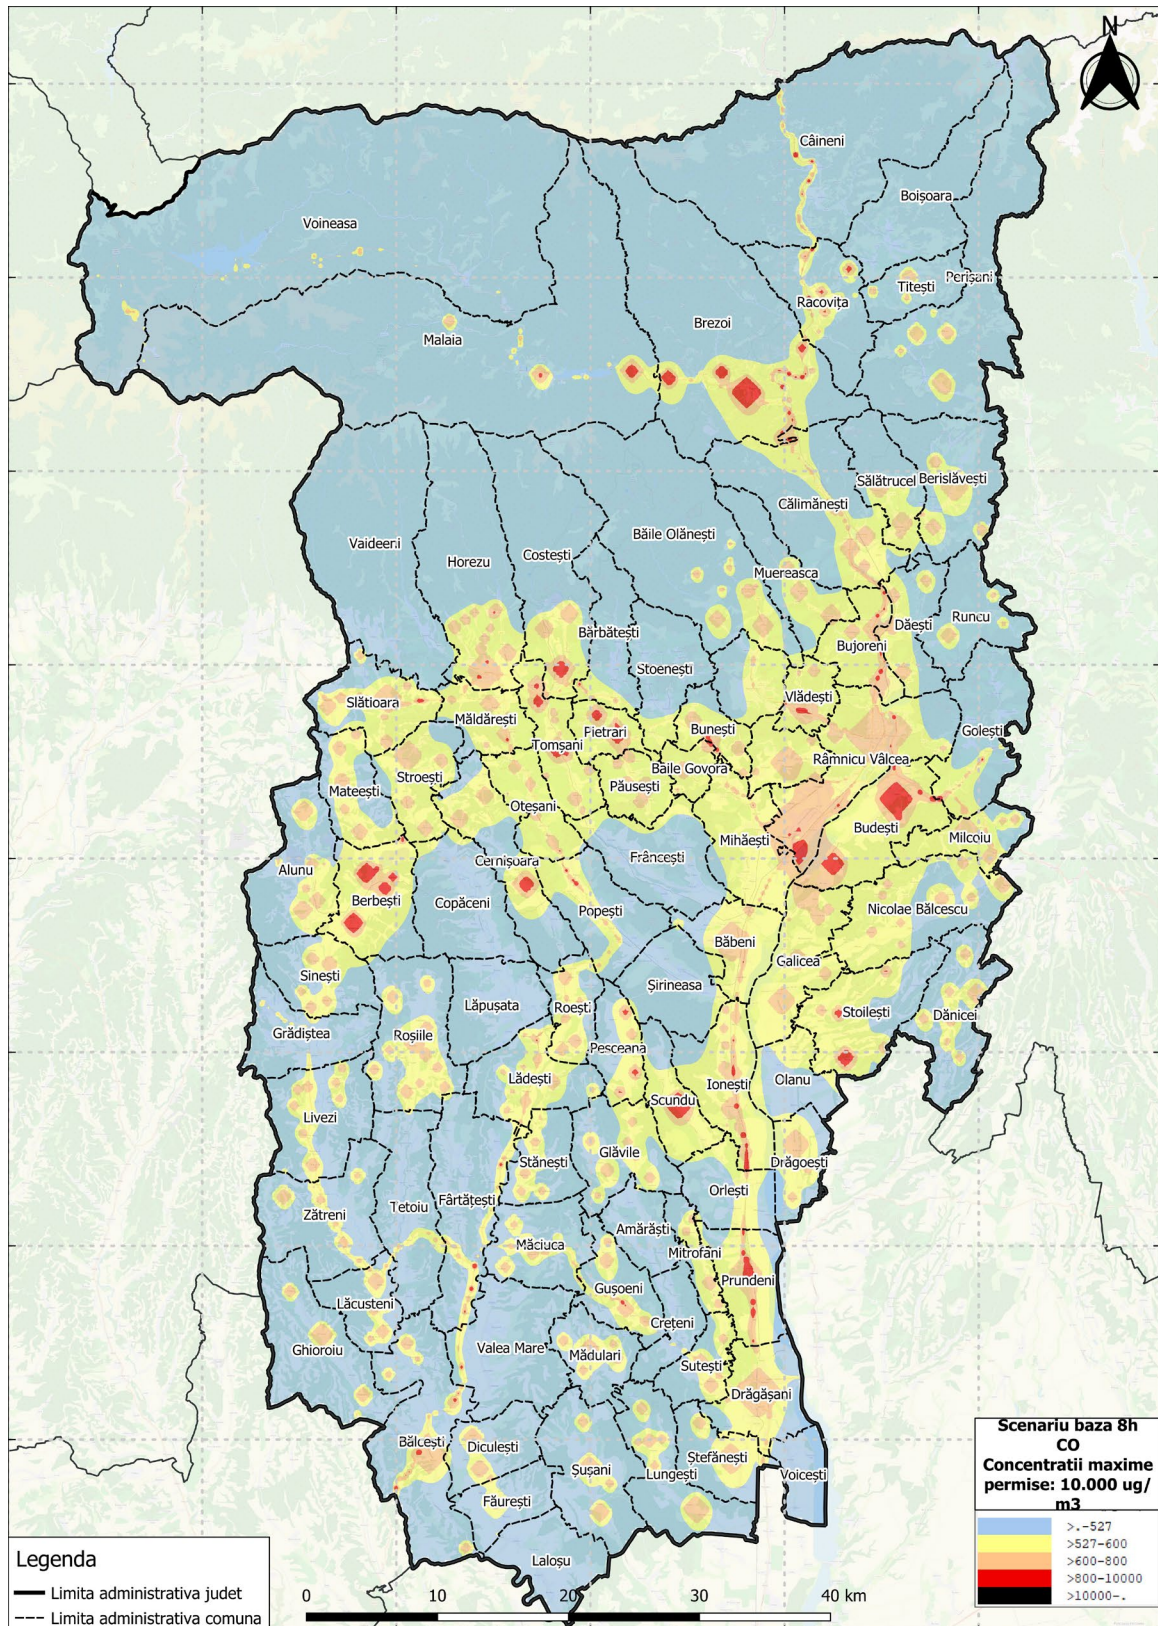 N
Câineni
Boișoara
Voineasa
Perișani
Titești
Racovița
Brezoi
Malaia
Sălătrucel
Berislăvești
Călimănești
Băile Olănești
Vaideeni
Costești
Horezu
Muereasca
Runcu
Dăești
Bărbătești
Bujoreni
Stoenești
Vlădești
Slătioara
Măldărești
Bunești
Golești
Pietrari
Tomșani
Râmnicu Vâlcea
Baile Govora
Stroești
Păusești
Mateești
Oteșani
Budești
Mihăești
Milcoiu
Cernișoara
Frâncești
Alunu
Berbești
Copăceni
Popești
Nicolae Bălcescu
Băbeni
Galicea
Sinești
Șirineasa
Lăpușata
Roești
Stoilești
Dănicei
Grădiștea
Roșiile
Pesceana
Lădești
Olanu
Ionești
Scundu
Livezi
Glăvile
Stănești
Drăgoești
Orlești
Fârtățești
Tetoiu
Zătreni
Amărăști
Măciuca
Mitrofani
Prundeni
Gușoeni
Lăcusteni
Crețeni
Ghioroiu
Valea Mare
Mădulari
Sutești
Drăgășani
Bălcești
Diculești
Ștefănești
Șușani
Lungești
Voicești
Făurești
Laloșu
Scenariu baza 8h
CO
Concentratii maxime
permise: 10.000 ug/
m3
>.-527
>527-600
>600-800
>800-10000
>10000-.
Legenda
Limita administrativa judet
Limita administrativa comuna
0 10 20 30 40 km